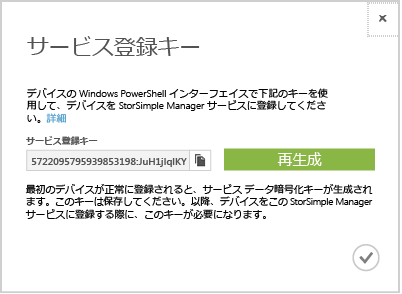 サービス登録キー
デバイスの Windows PowerShell インターフェイスで下記のキーを使
用して、デバイスを StorSimple Manager サービスに登録してくださ
い。詳細
サービス登録キー
5722095795939853198:JuH1jIqIKY
再生成
最初のデバイスが正常に登録されると、サービス データ暗号化キーが生成され
ます。このキーは保存してください。以降、デバイスをこの StorSimple Manager
サービスに登録する際に、このキーが必要になります。